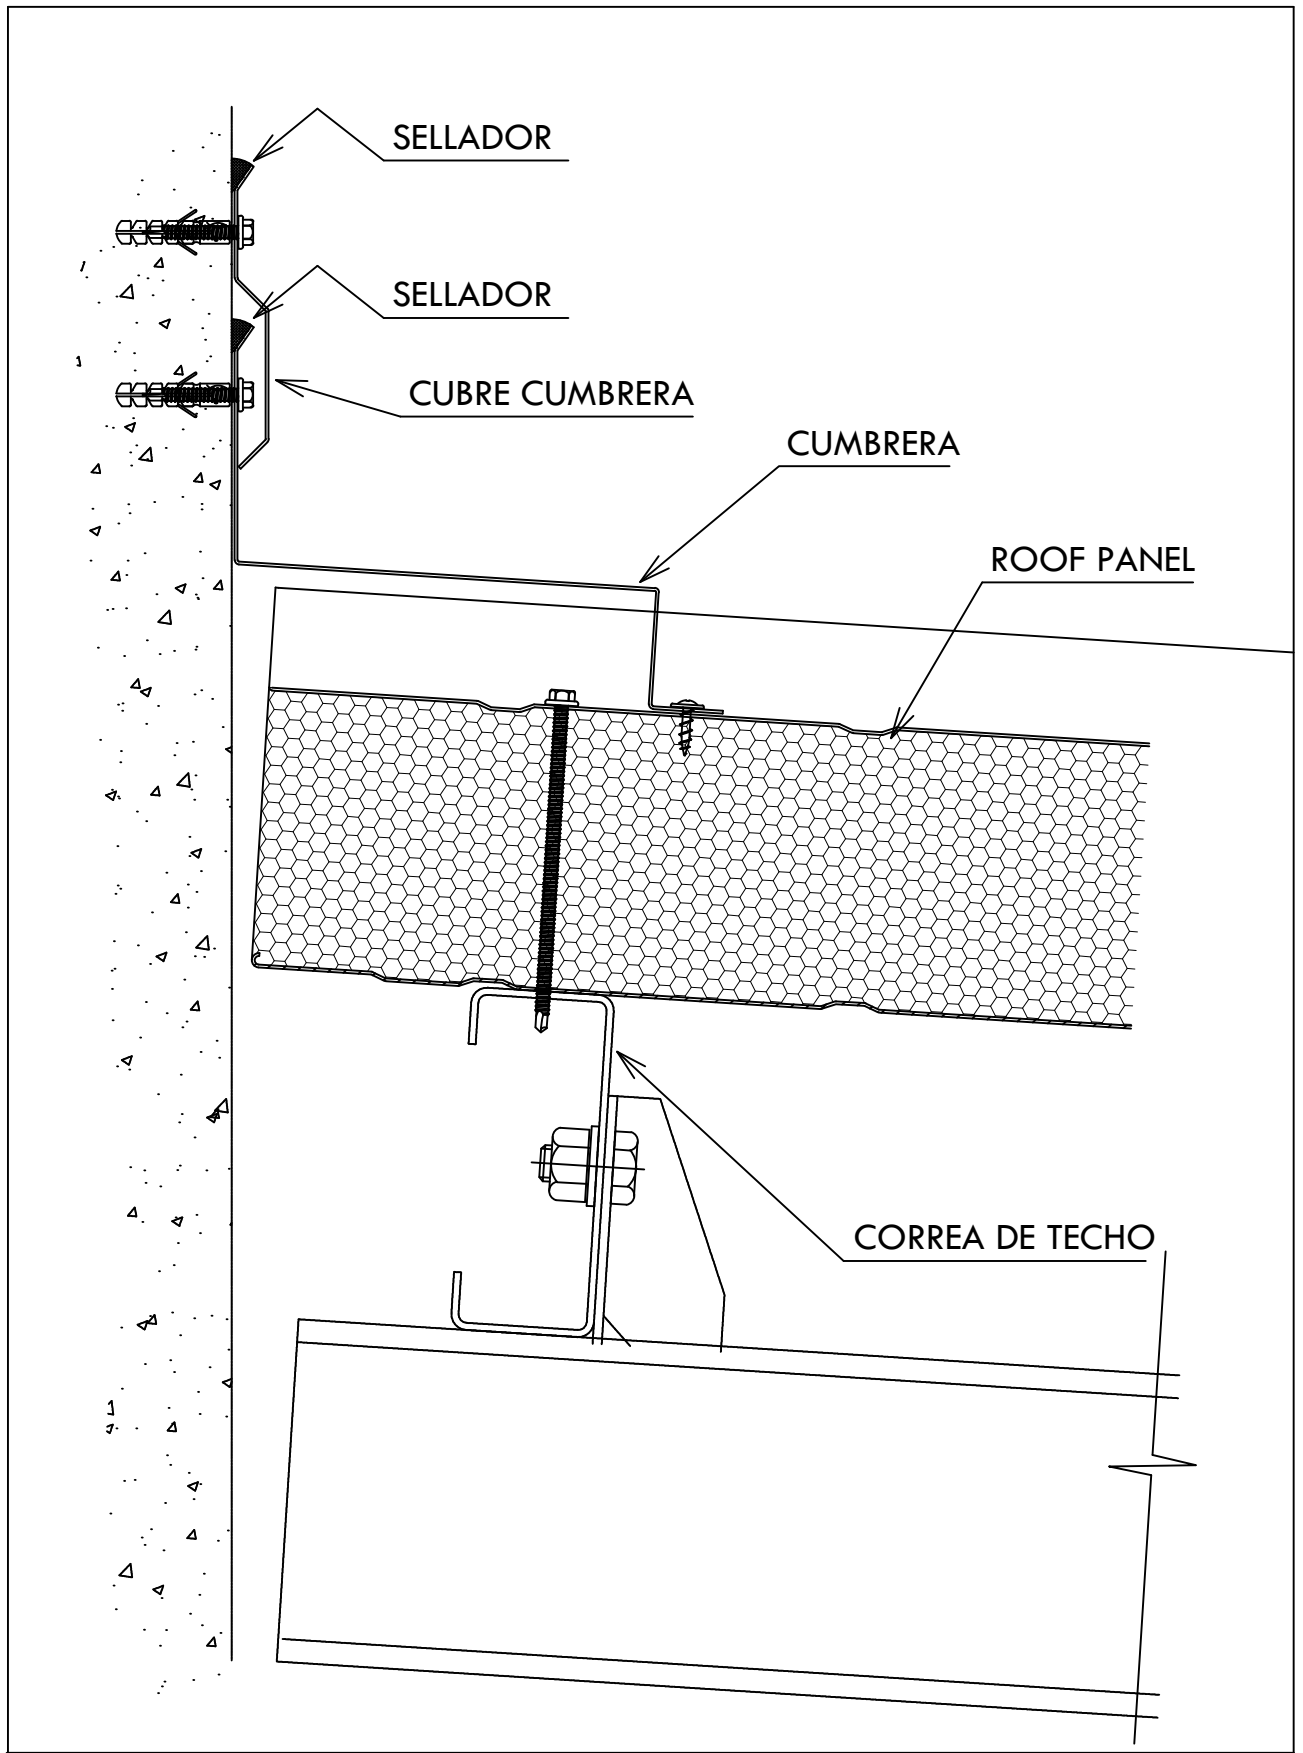 SELLADOR
SELLADOR
CUBRE CUMBRERA
CUMBRERA
ROOF PANEL
CORREA DE TECHO